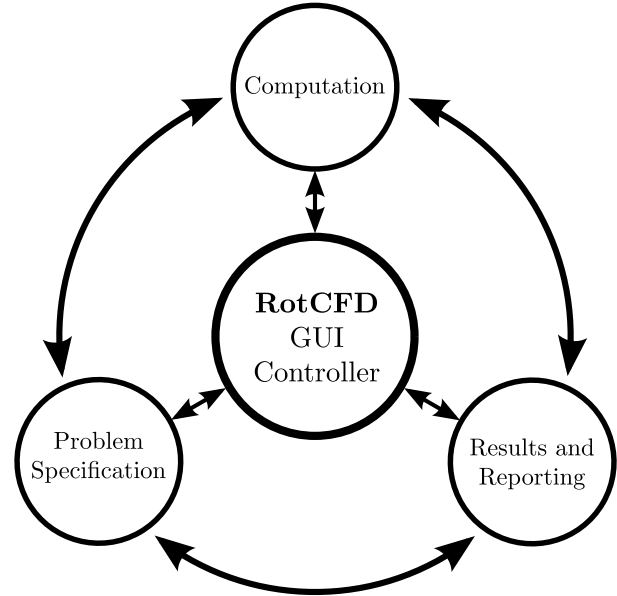 Computation
RotCFD
GUI
Controller
Problem
Specification
Results and
Reporting